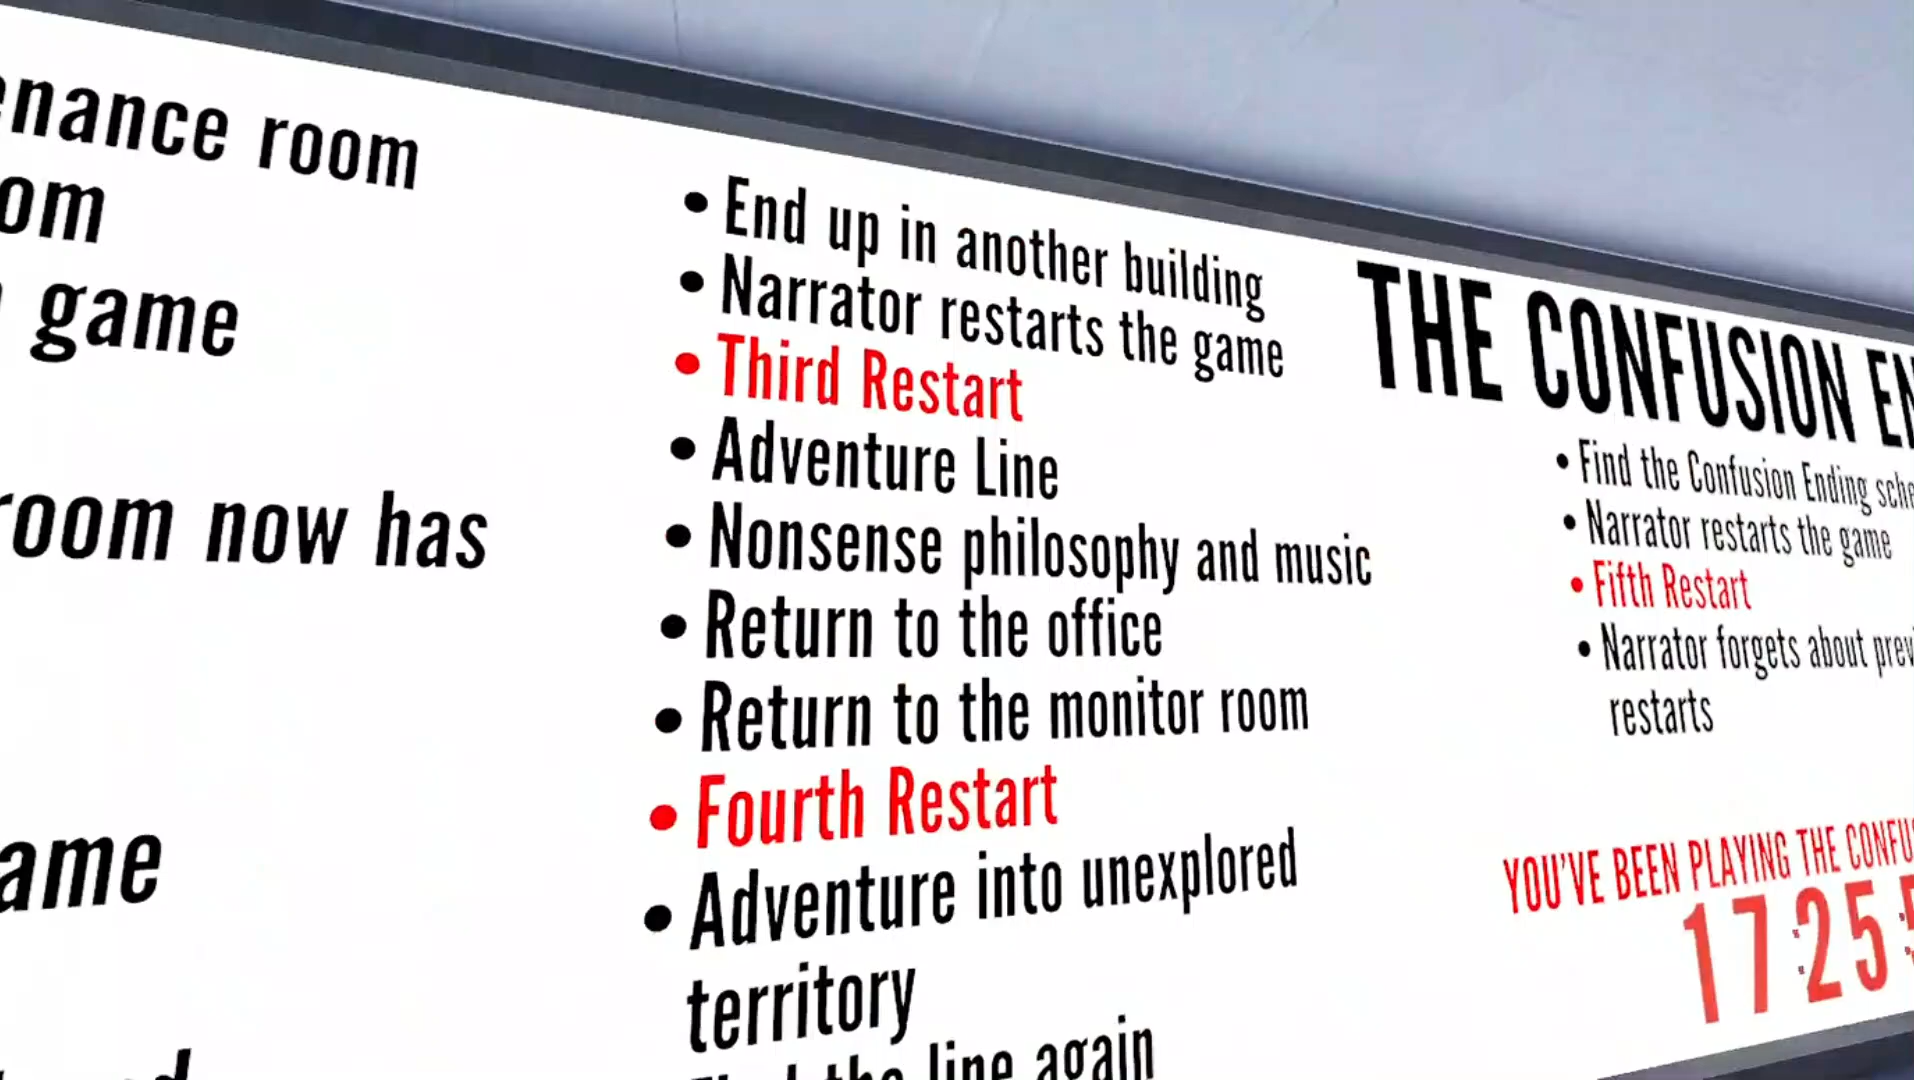 room
game
room now has
• End up in another building
• Narrator restarts the game
• Third Restart
• Adventure Line
• Nonsense philosophy and music
• Return to the office
• Return to the monitor room
• Fourth Restart
• Adventure into unexplored
territory
the line again
THE CONFUSION
• Find the Confusion Ending
• Narrator restarts the game
• Fifth Restart
• Narrator forgets about
restarts
YOU'VE BEEN PLAYING THE
17:25: